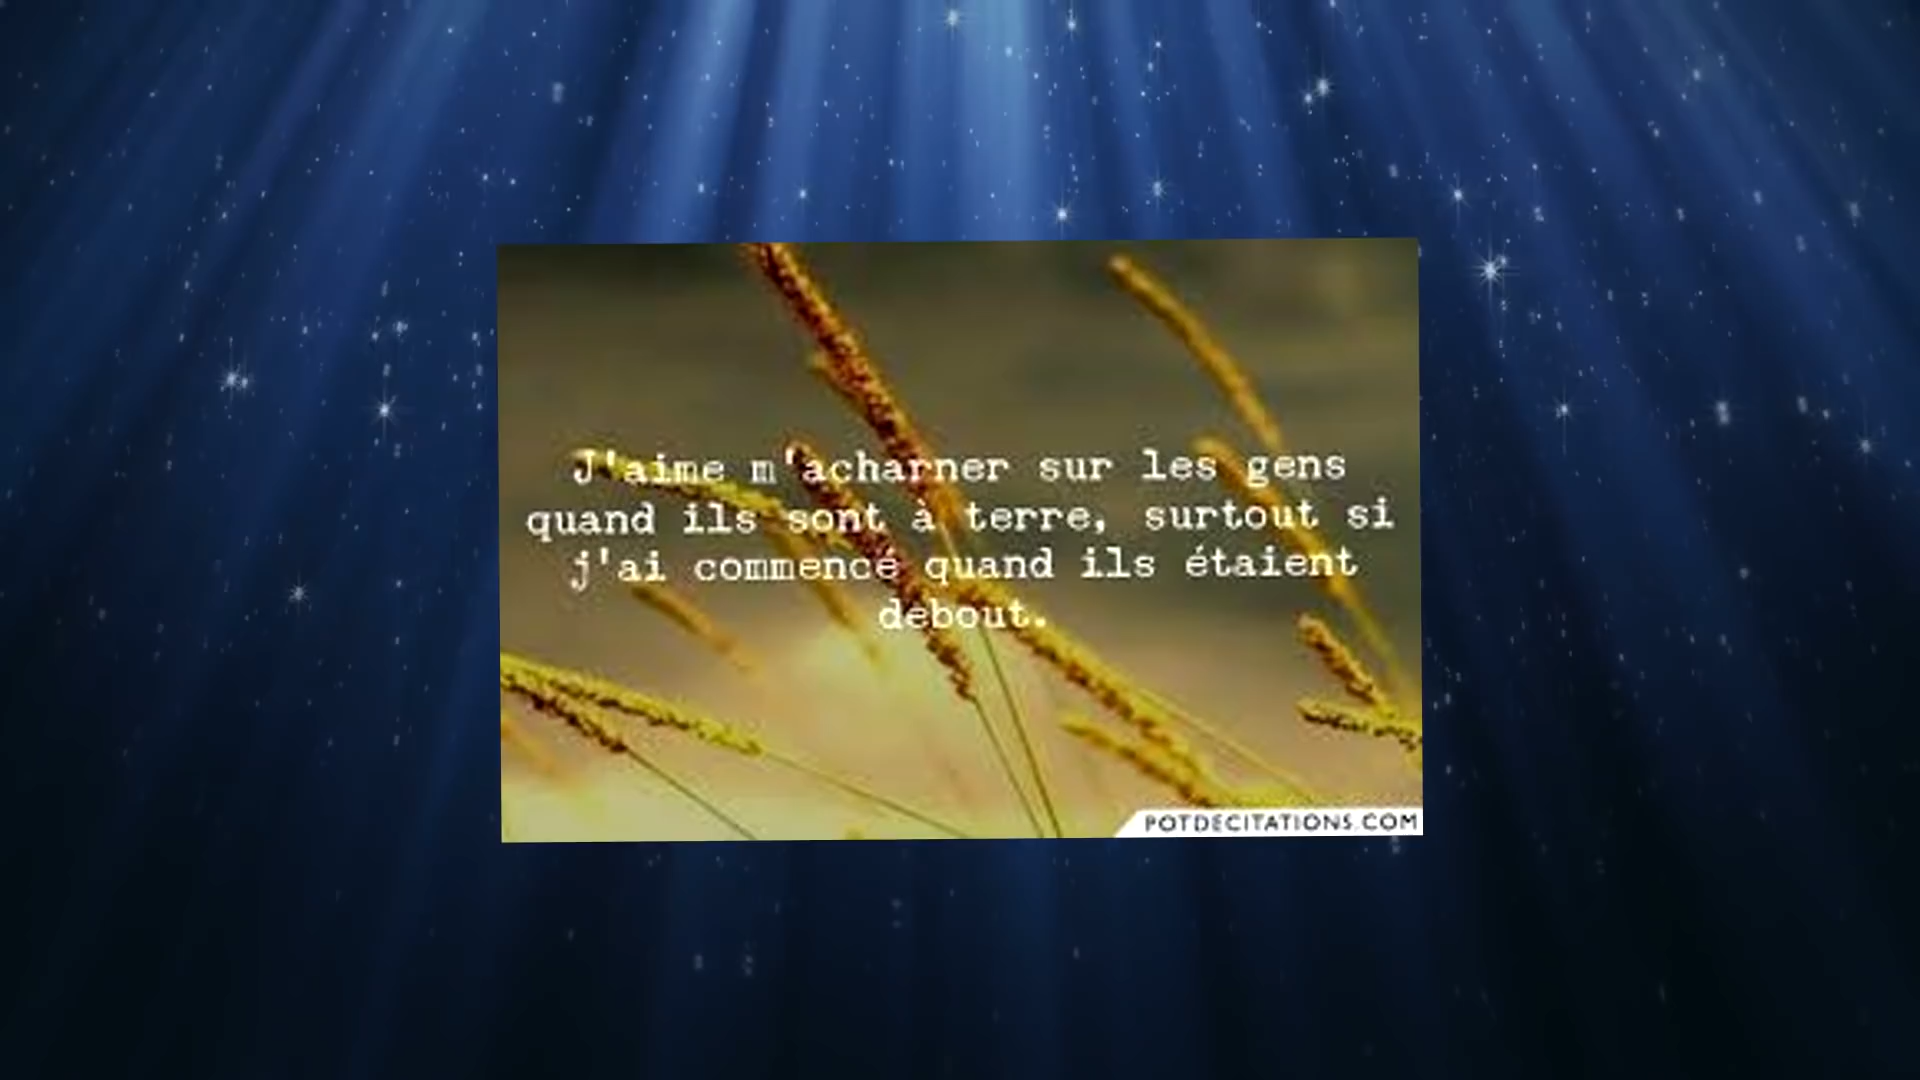 J'aime m'acharner sur les gens
quand ils sont à terre, surtout si
j'ai commencé quand ils étaient
debout.
POTDECITATIONS.COM